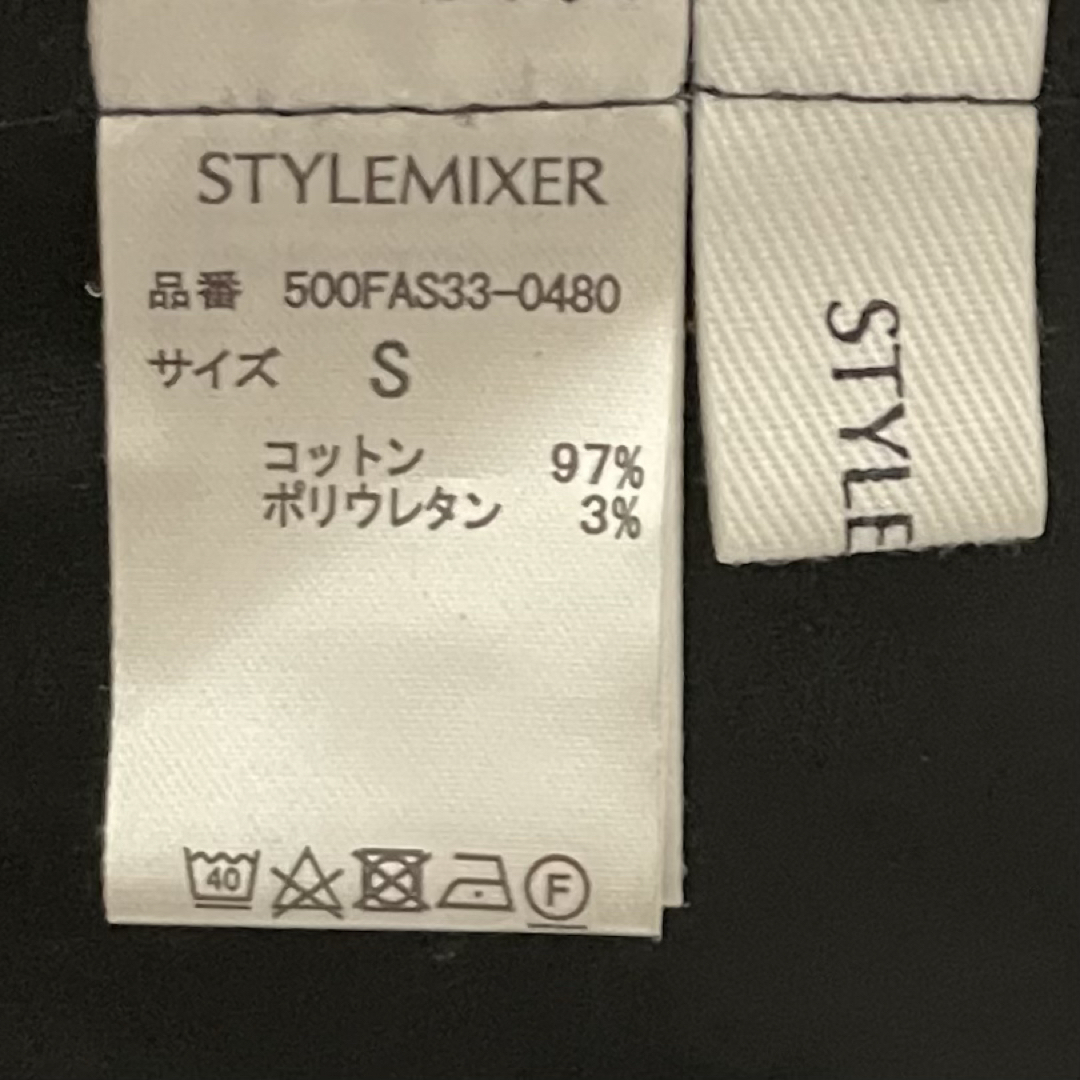 STYLEMIXER
品番 500FAS33-0480
サイズ S
コットン 97%
ポリウレタン 3%
40
F
STYLE